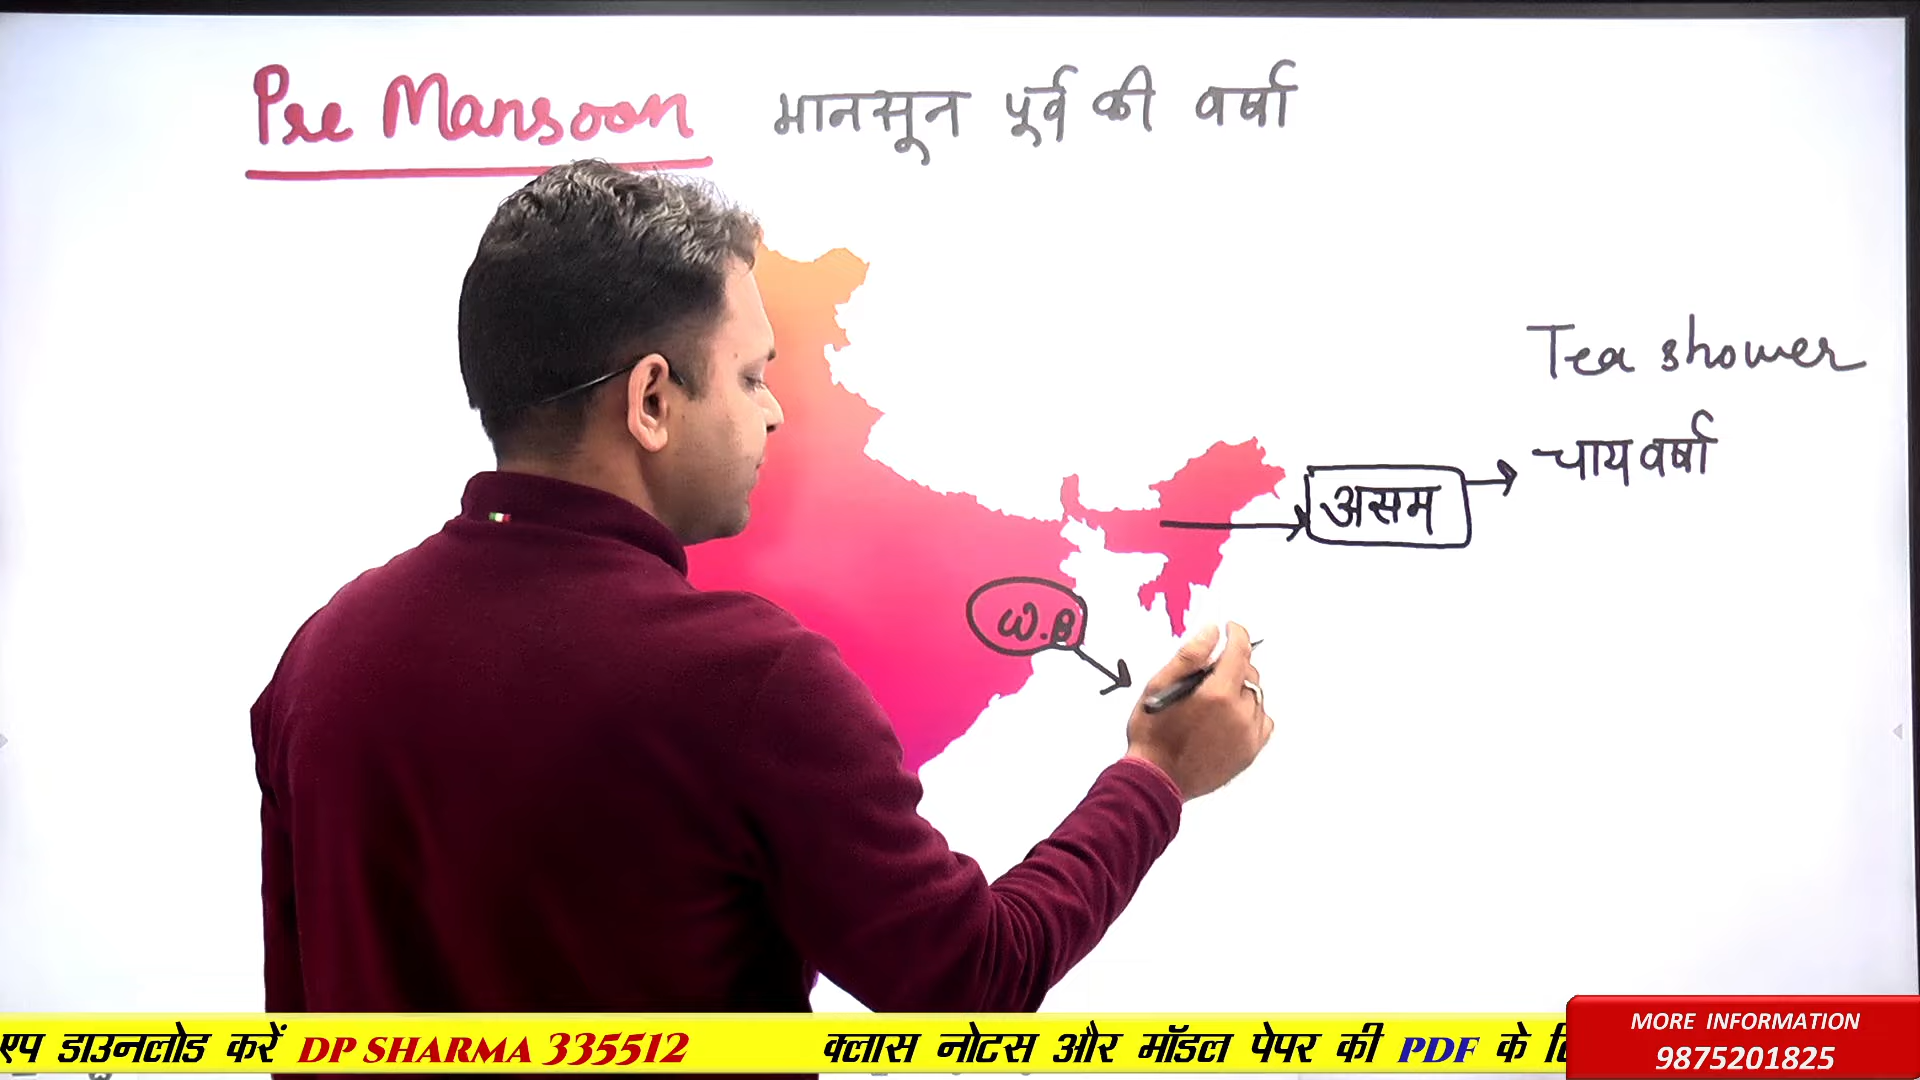 Pre Mansoon मानसून पूर्व की वर्षा
Tea shower
चाय वर्षा
असम
W.B
एप डाउनलोड करें DP SHARMA 335512 क्लास नोटस और मॉडल पेपर की PDF के
MORE INFORMATION
9875201825